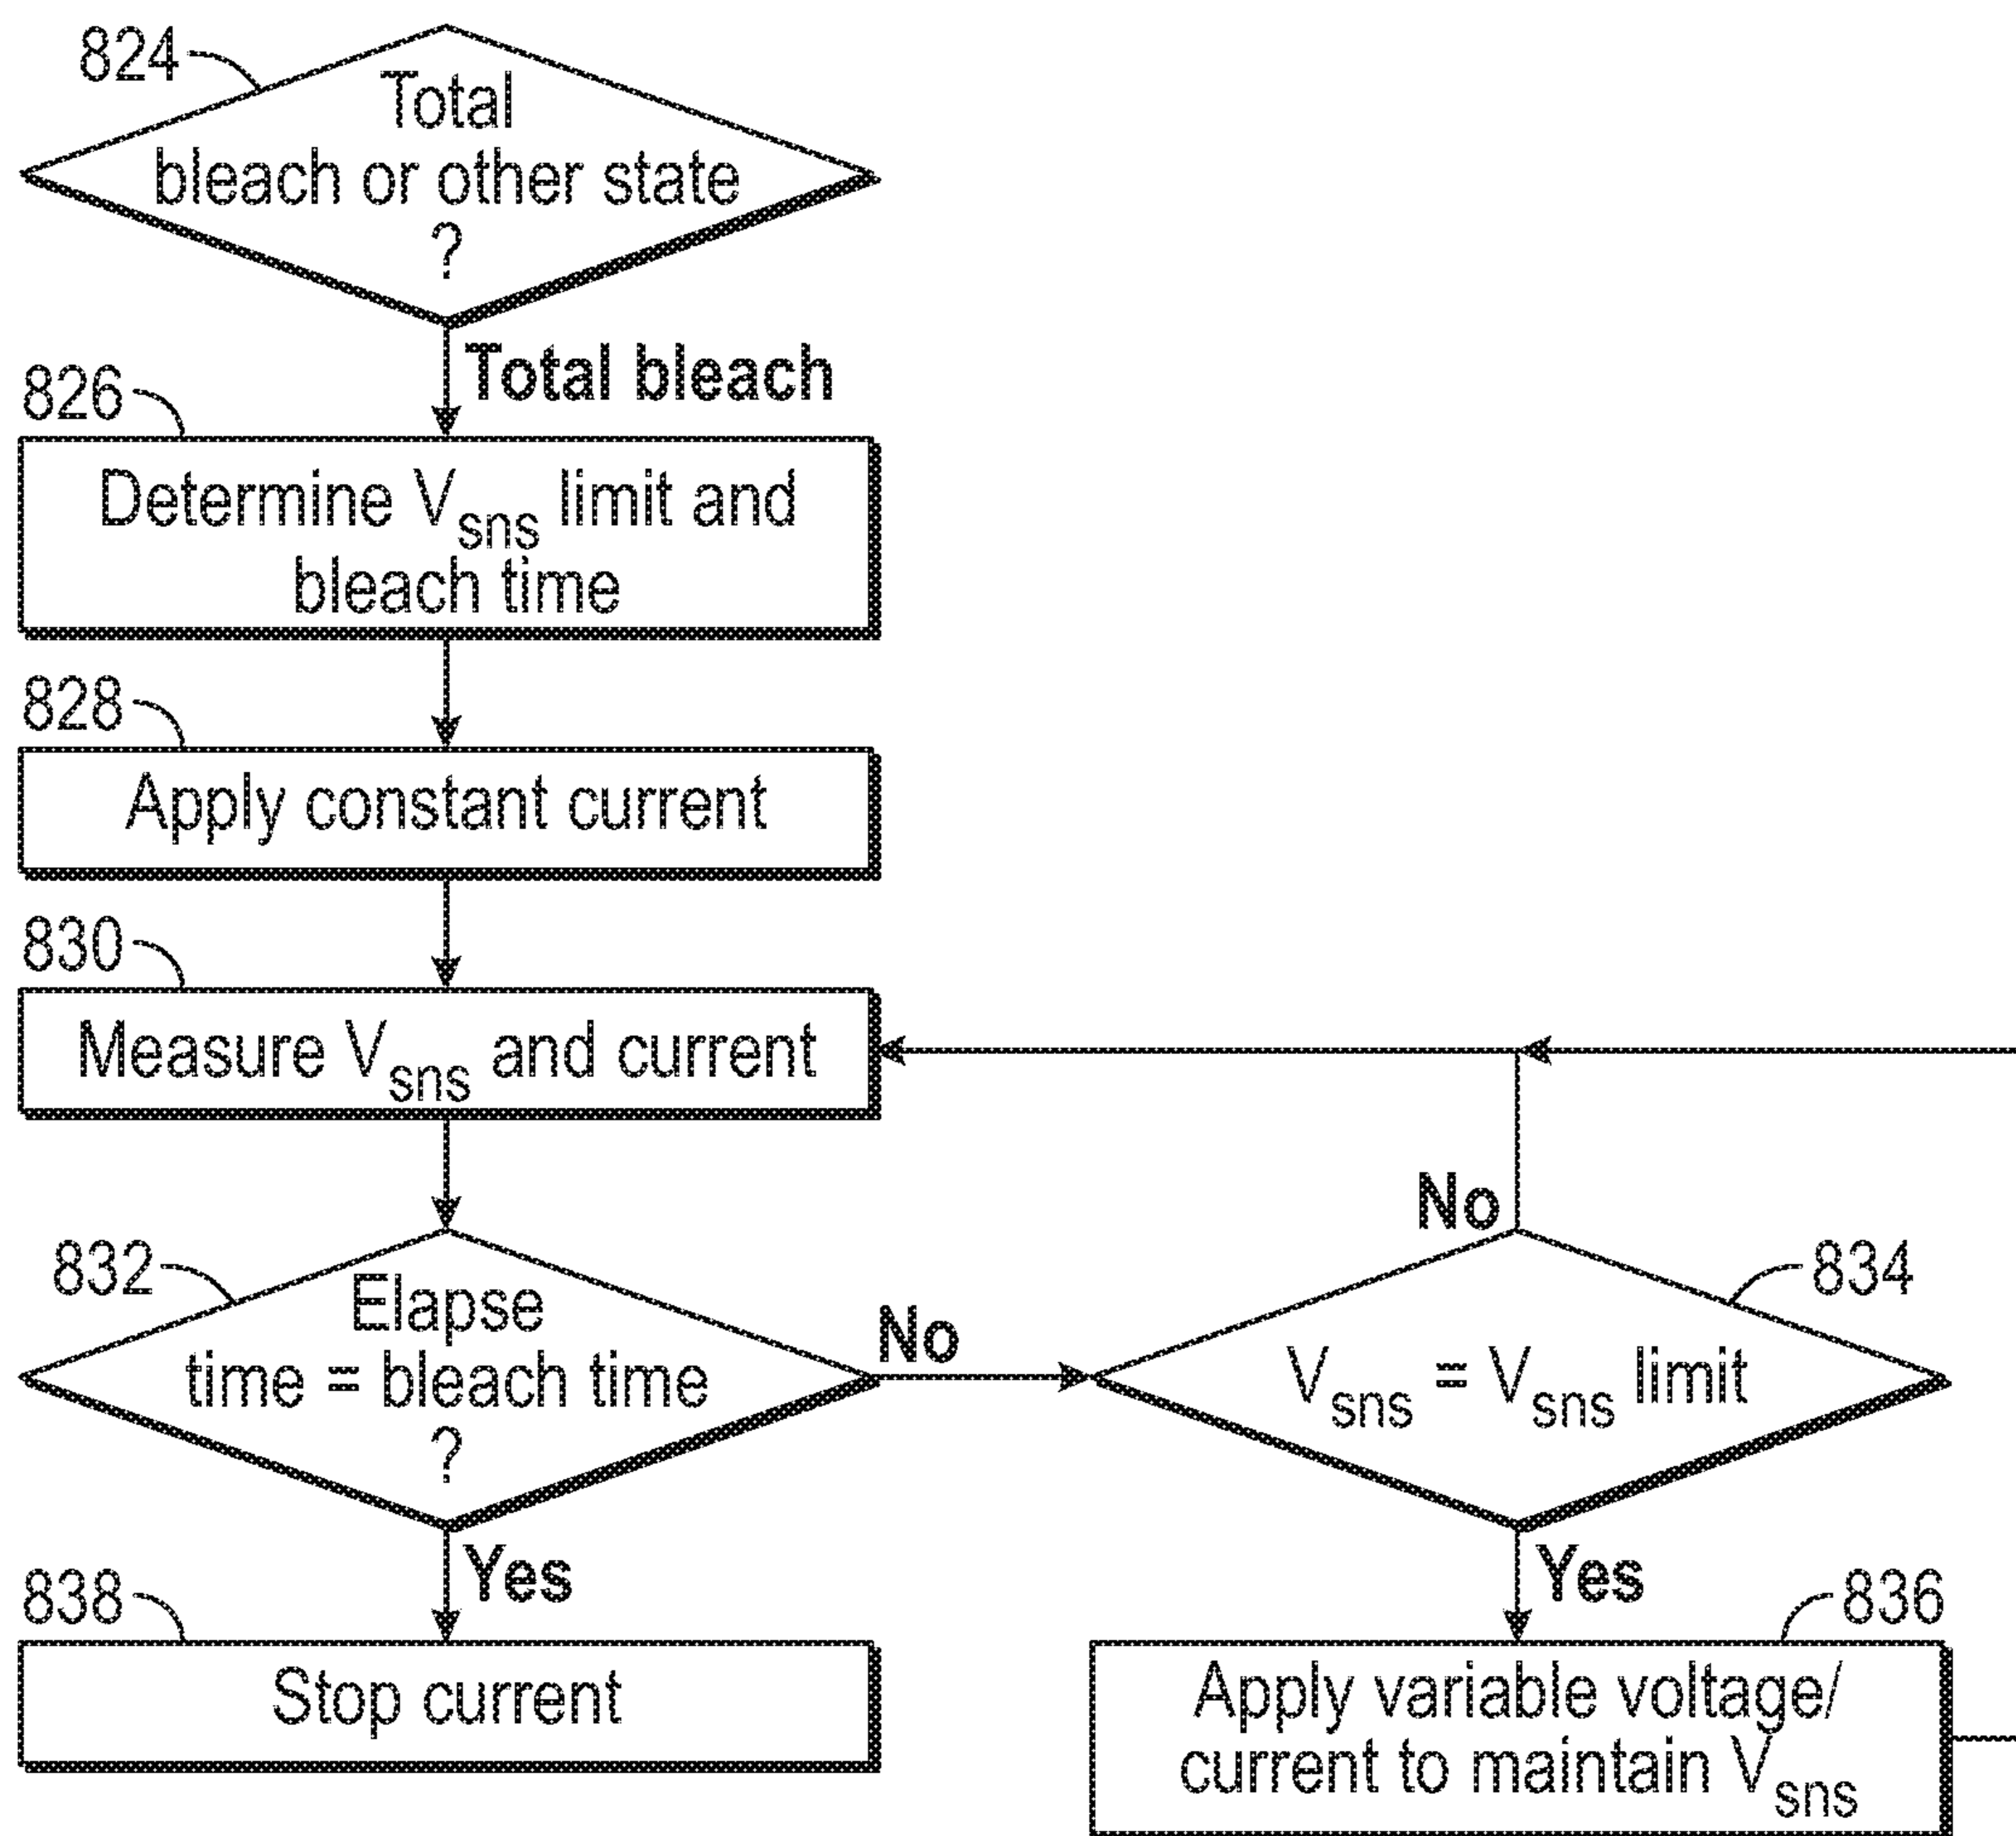 824
Total
bleach or other state
?
Total bleach
826
Determine Vsns limit and
bleach time
828
Apply constant current
830
Measure Vsns and current
832
Elapse
time = bleach time
?
No
No
834
Vsns = Vsns limit
Yes
838
Stop current
Yes
836
Apply variable voltage/
current to maintain Vsns